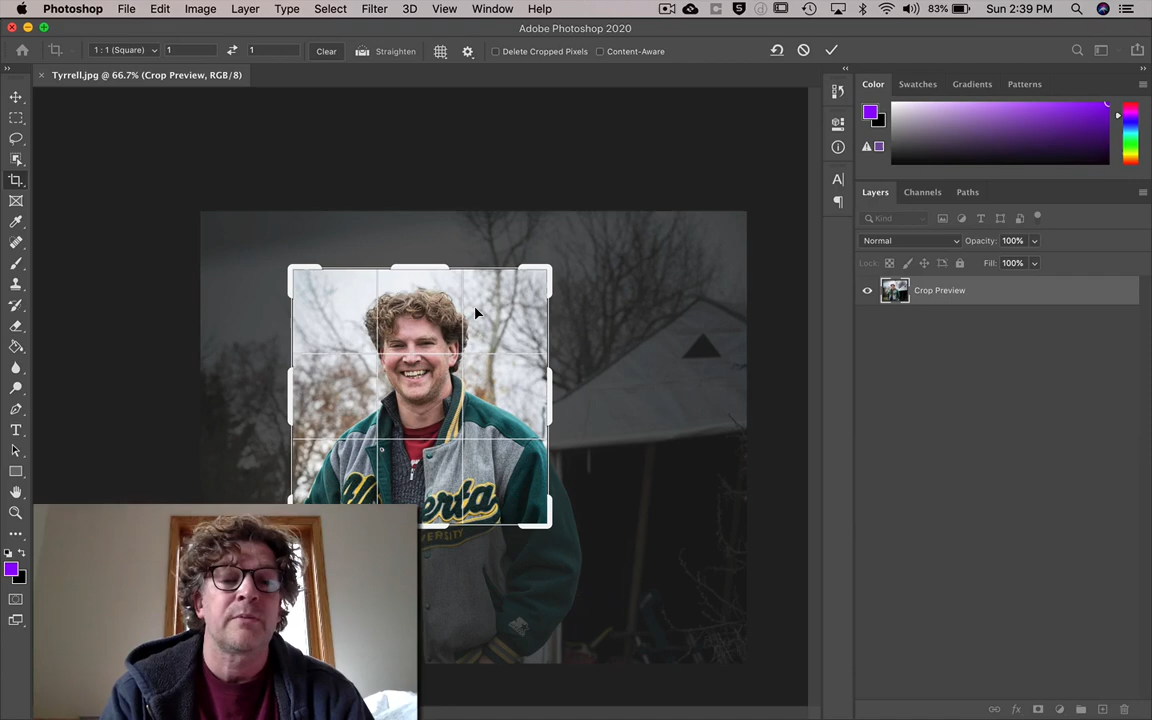 Photoshop File Edit Image Layer Type Select Filter 3D View Window Help 83% Sun 2:39 PM
Adobe Photoshop 2020
1 : 1 (Square) 1 1 Clear Straighten Delete Cropped Pixels Content-Aware
Tyrrell.jpg @ 66.7% (Crop Preview, RGB/8)
Color Swatches Gradients Patterns
Layers Channels Paths
Kind
Normal Opacity: 100%
Lock: Fill: 100%
Crop Preview